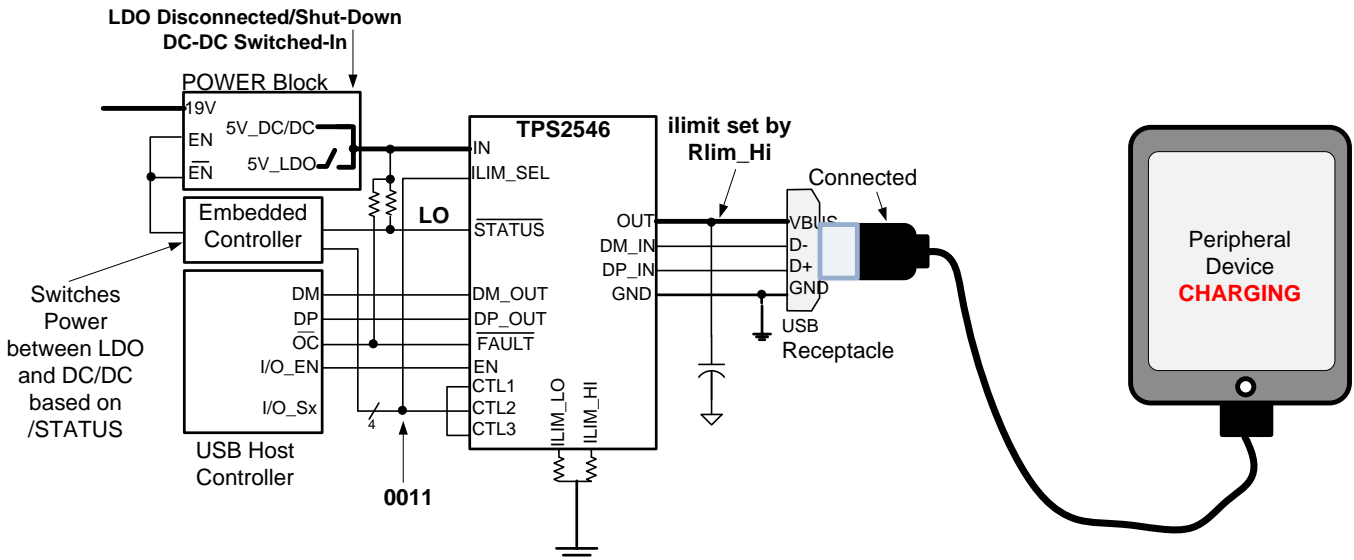 LDO Disconnected/Shut-Down
DC-DC Switched-In
POWER Block
19V
EN
EN
5V_DC/DC
5V_LDO
Embedded
Controller
Switches
Power
between LDO
and DC/DC
based on
/STATUS
DM
DP
OC
I/O_EN
I/O_Sx
USB Host
Controller
LO
4
0011
TPS2546
IN
ILIM_SEL
STATUS
DM_OUT
DP_OUT
FAULT
EN
CTL1
CTL2
CTL3
ILIM_LO
ILIM_HI
OUT
DM_IN
DP_IN
GND
ilimit set by
Rlim_Hi
VBUS
D-
D+
GND
USB
Receptacle
Connected
Peripheral
Device
CHARGING